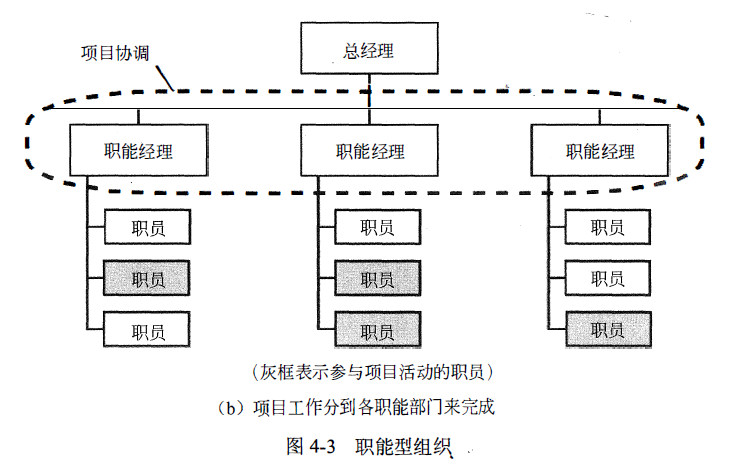 总经理
项目协调
职能经理 职能经理 职能经理
职员 职员 职员
职员 职员 职员
职员 职员 职员
（灰框表示参与项目活动的职员）
（b）项目工作分到各职能部门来完成
图 4-3 职能型组织